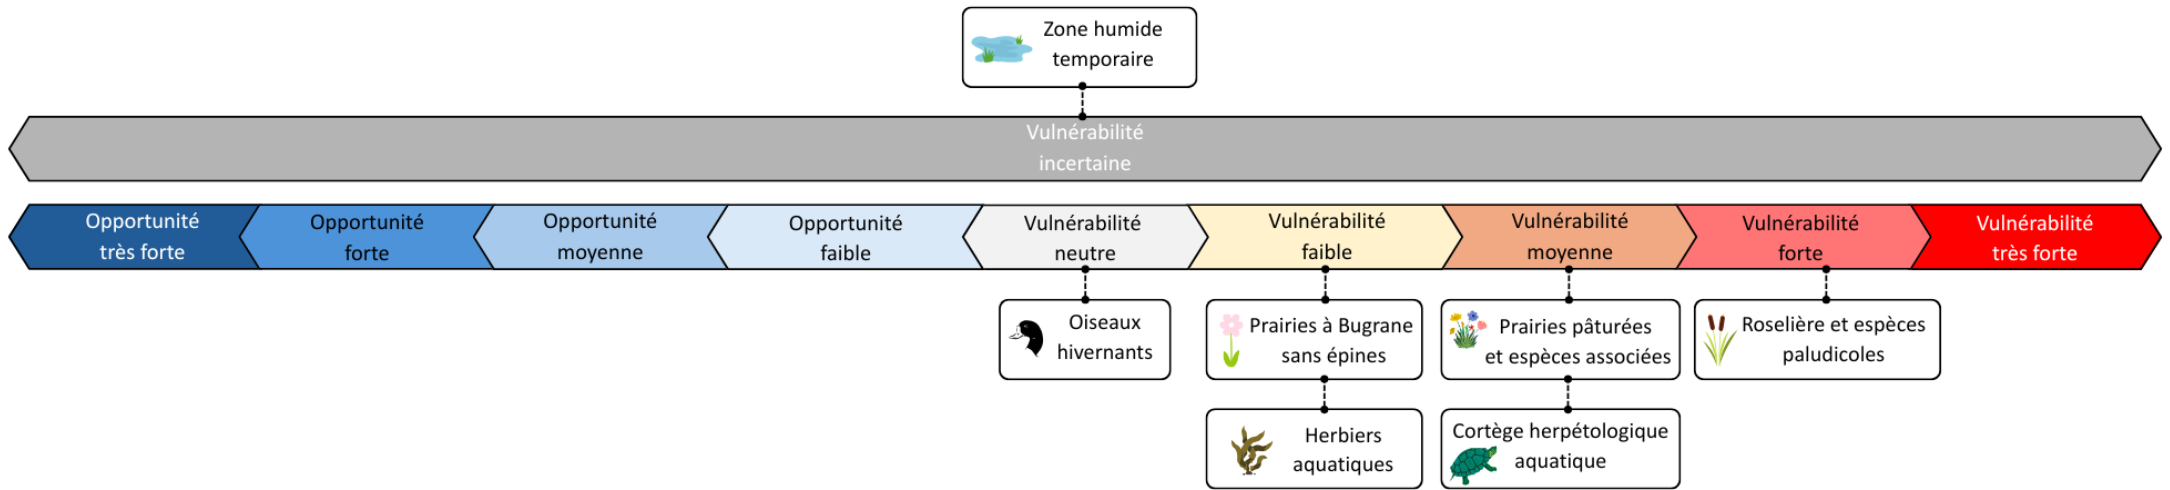 Zone humide
temporaire
Vulnérabilité
incertaine
Opportunité
très forte
Opportunité
forte
Opportunité
moyenne
Opportunité
faible
Vulnérabilité
neutre
Vulnérabilité
faible
Vulnérabilité
moyenne
Vulnérabilité
forte
Vulnérabilité
très forte
Oiseaux
hivernants
Prairies à Bugrane
sans épines
Prairies pâturées
et espèces associées
Roselière et espèces
paludicoles
Herbiers
aquatiques
Cortège herpétologique
aquatique